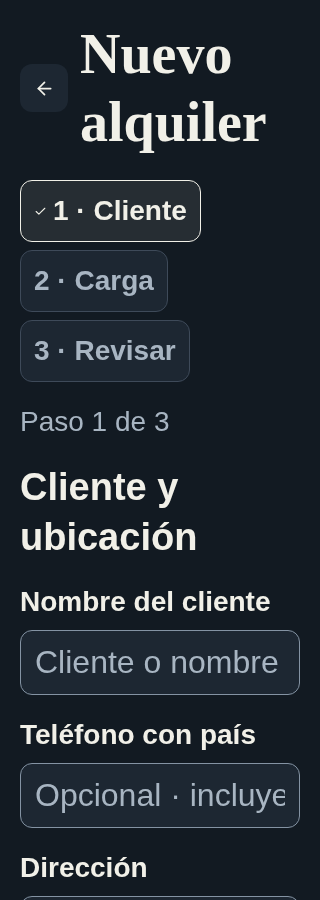 Nuevo
alquiler
1 · Cliente
2 · Carga
3 · Revisar
Paso 1 de 3
Cliente y
ubicación
Nombre del cliente
Cliente o nombre
Teléfono con país
Opcional · incluye
Dirección